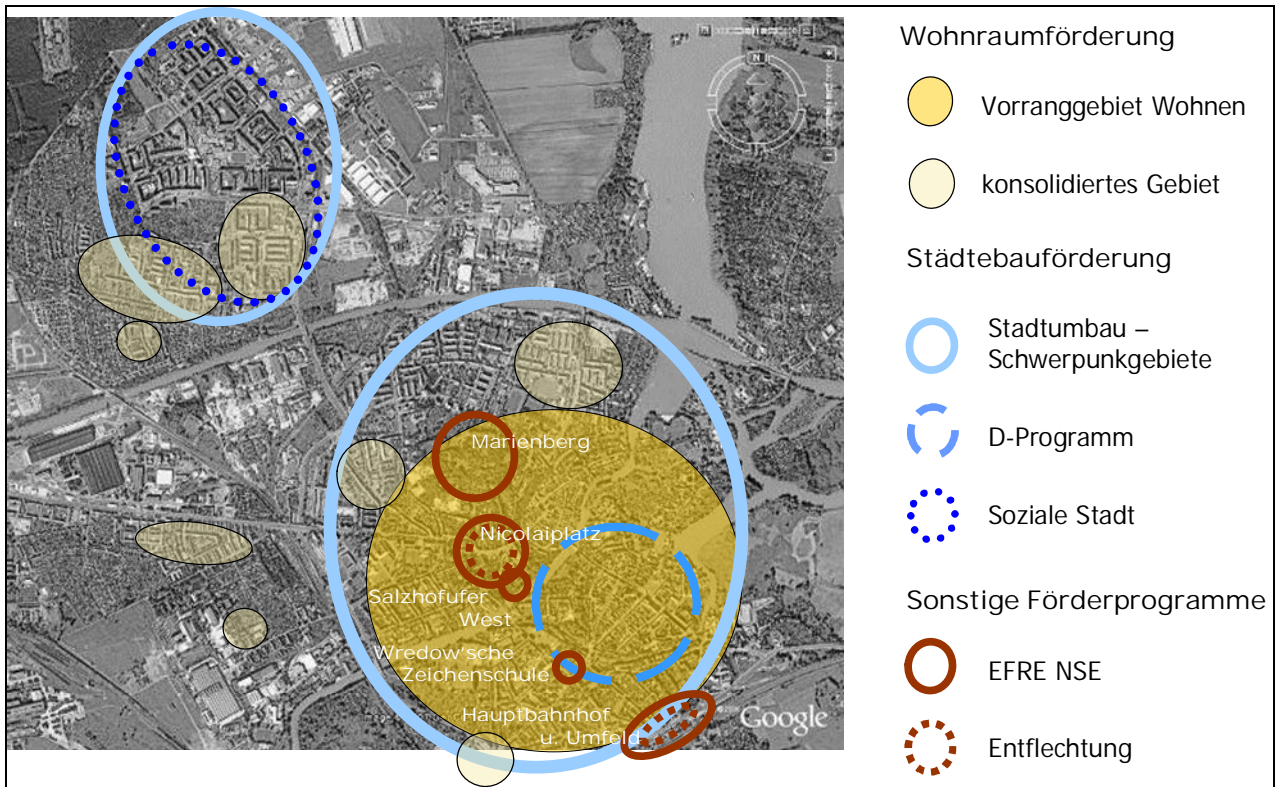 Marienberg
Nicolaiplatz
Salzhofufer
West
Wredow'sche
Zeichenschule
Hauptbahnhof
u. Umfeld
Google
N
Wohnraumförderung
Vorranggebiet Wohnen
konsolidiertes Gebiet
Städtebauförderung
Stadtumbau –
Schwerpunkgebiete
D-Programm
Soziale Stadt
Sonstige Förderprogramme
EFRE NSE
Entflechtung